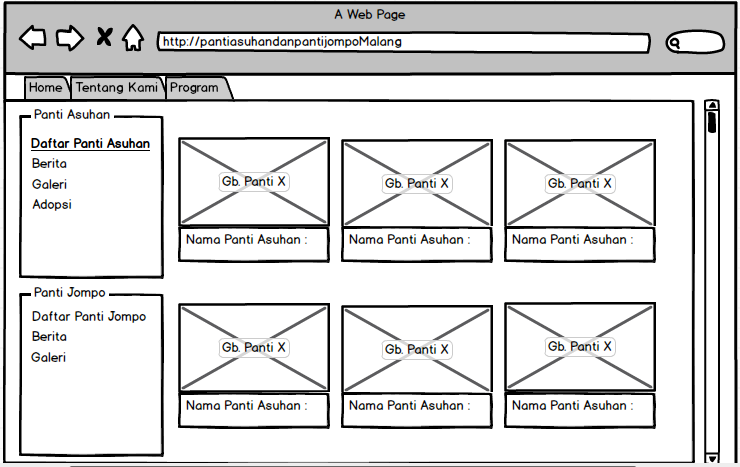 A Web Page
http://pantiasuhandanpantijompoMalang
Home Tentang Kami Program
Panti Asuhan
Daftar Panti Asuhan
Berita
Galeri
Adopsi
Gb. Panti X Gb. Panti X Gb. Panti X
Nama Panti Asuhan : Nama Panti Asuhan : Nama Panti Asuhan :
Panti Jompo
Daftar Panti Jompo
Berita
Galeri
Gb. Panti X Gb. Panti X Gb. Panti X
Nama Panti Asuhan : Nama Panti Asuhan : Nama Panti Asuhan :